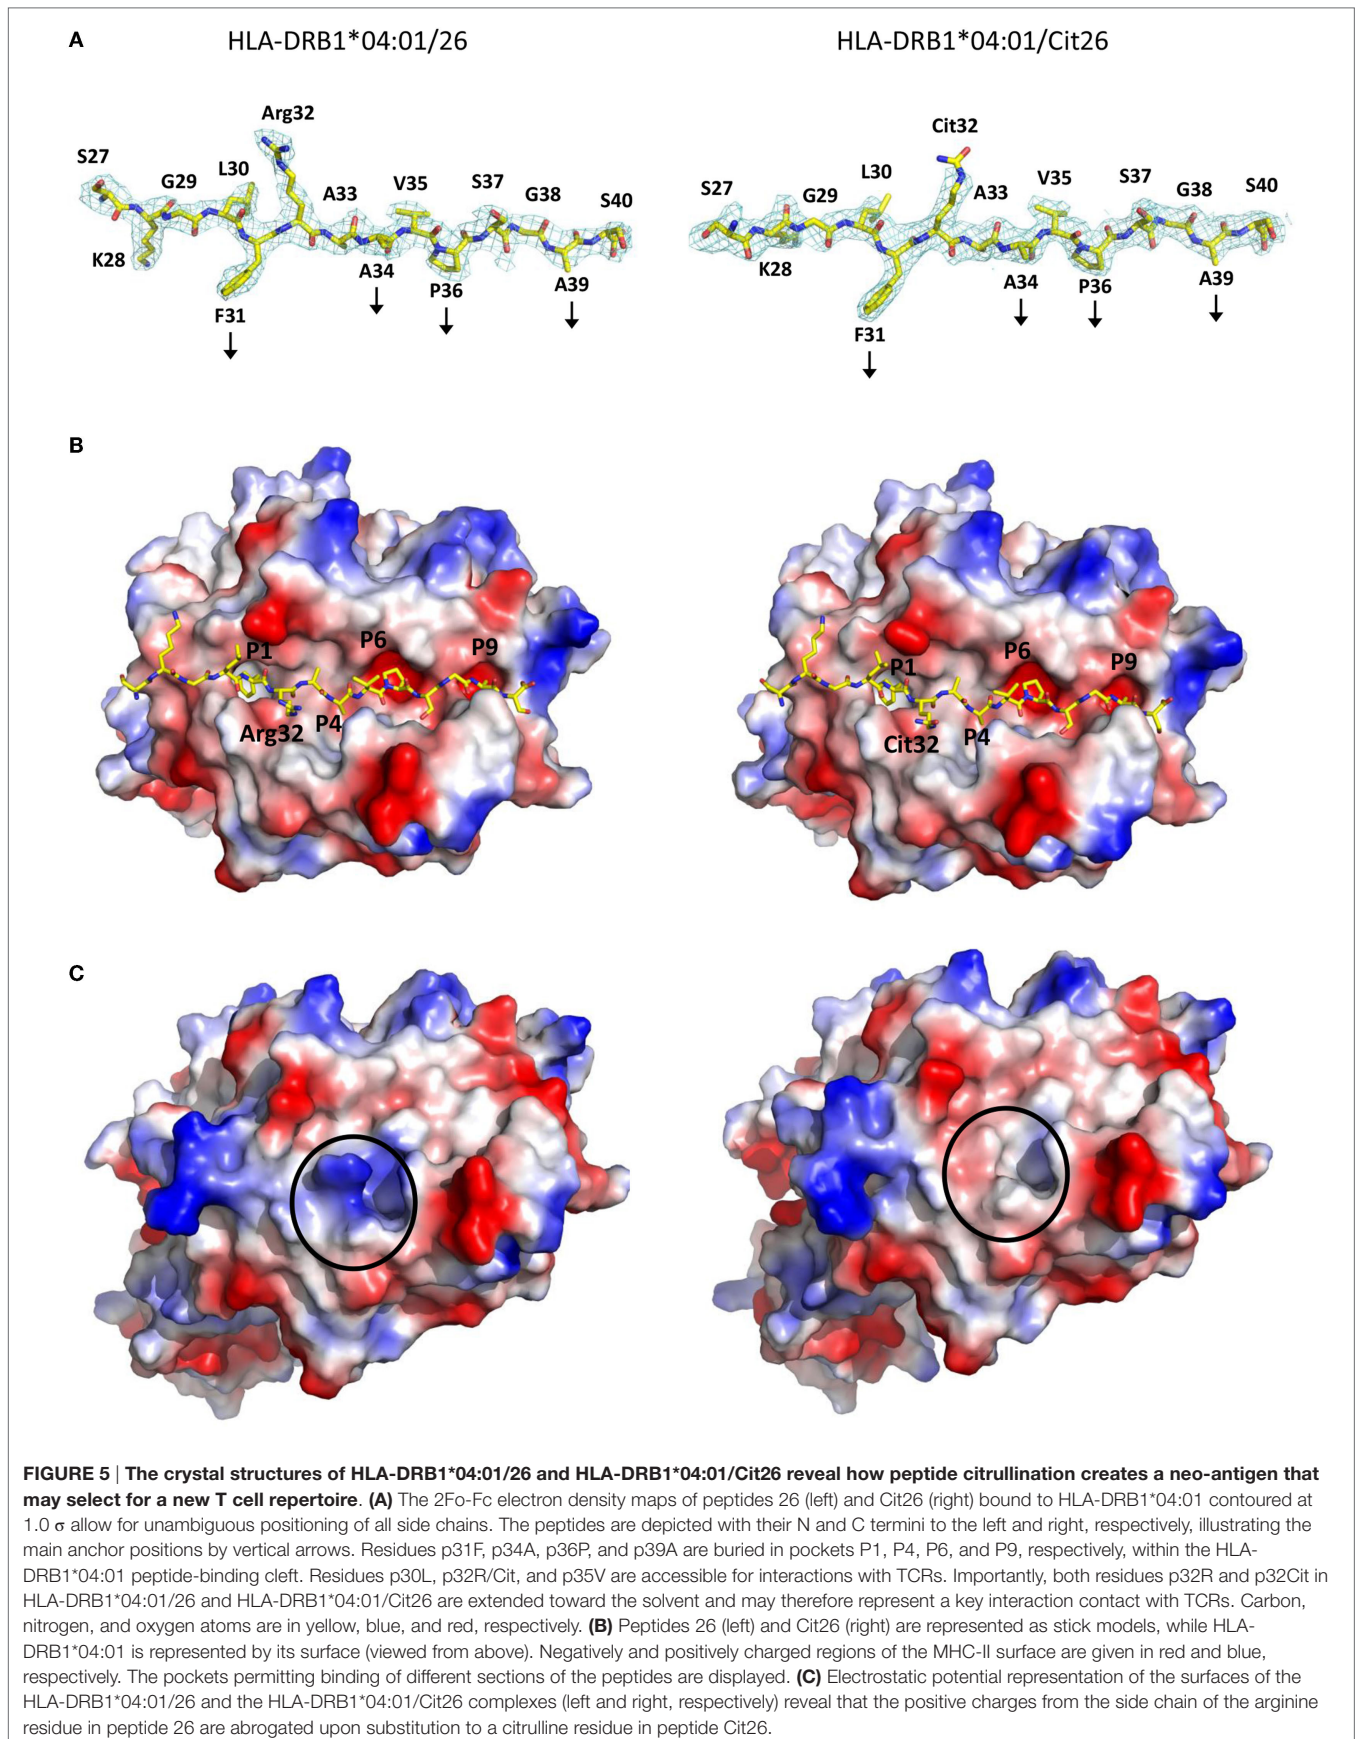 A
HLA-DRB1*04:01/26
HLA-DRB1*04:01/Cit26
Arg32
S27
G29
L30
A33
V35
S37
G38
S40
K28
F31
A34
P36
A39
Cit32
S27
G29
L30
A33
V35
S37
G38
S40
K28
F31
A34
P36
A39
B
P1
P6
P9
Arg32
P4
P1
P6
P9
Cit32
P4
C
FIGURE 5 | The crystal structures of HLA-DRB1*04:01/26 and HLA-DRB1*04:01/Cit26 reveal how peptide citrullination creates a neo-antigen that
may select for a new T cell repertoire. (A) The 2Fo-Fc electron density maps of peptides 26 (left) and Cit26 (right) bound to HLA-DRB1*04:01 contoured at
1.0 σ allow for unambiguous positioning of all side chains. The peptides are depicted with their N and C termini to the left and right, respectively, illustrating the
main anchor positions by vertical arrows. Residues p31F, p34A, p36P, and p39A are buried in pockets P1, P4, P6, and P9, respectively, within the HLA-
DRB1*04:01 peptide-binding cleft. Residues p30L, p32R/Cit, and p35V are accessible for interactions with TCRs. Importantly, both residues p32R and p32Cit in
HLA-DRB1*04:01/26 and HLA-DRB1*04:01/Cit26 are extended toward the solvent and may therefore represent a key interaction contact with TCRs. Carbon,
nitrogen, and oxygen atoms are in yellow, blue, and red, respectively. (B) Peptides 26 (left) and Cit26 (right) are represented as stick models, while HLA-
DRB1*04:01 is represented by its surface (viewed from above). Negatively and positively charged regions of the MHC-II surface are given in red and blue,
respectively. The pockets permitting binding of different sections of the peptides are displayed. (C) Electrostatic potential representation of the surfaces of the
HLA-DRB1*04:01/26 and the HLA-DRB1*04:01/Cit26 complexes (left and right, respectively) reveal that the positive charges from the side chain of the arginine
residue in peptide 26 are abrogated upon substitution to a citrulline residue in peptide Cit26.